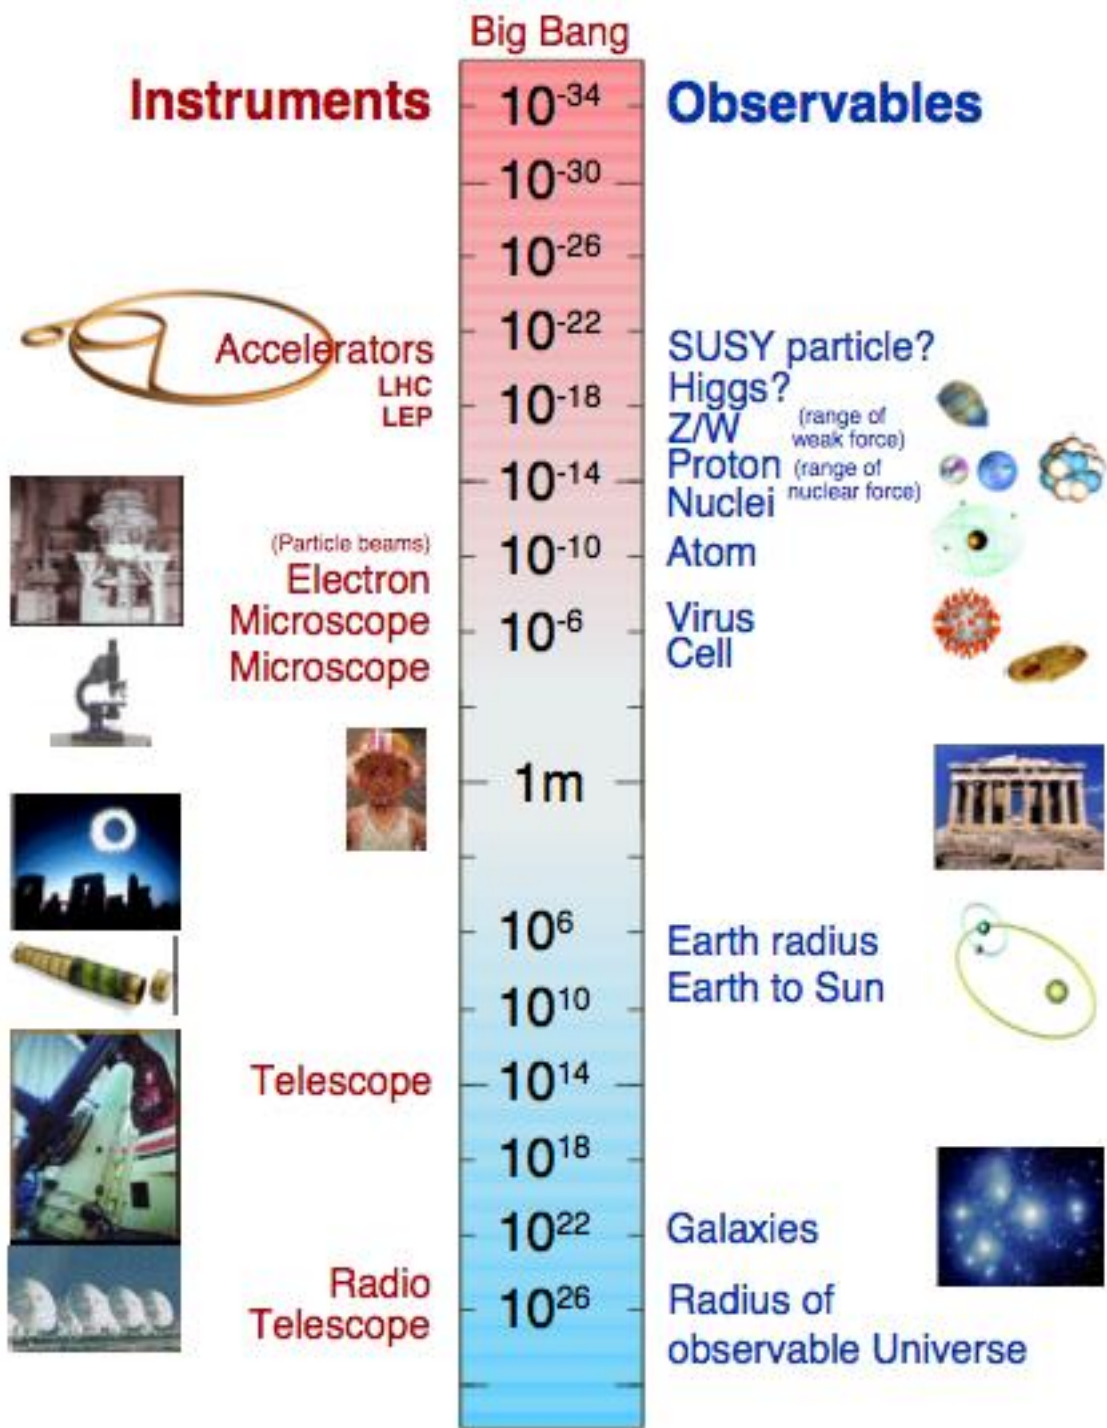 Big Bang
Instruments
Observables
10⁻³⁴
10⁻³⁰
10⁻²⁶
10⁻²²
Accelerators
LHC
LEP
SUSY particle?
Higgs?
10⁻¹⁸
Z/W (range of
weak force)
Proton (range of
nuclear force)
10⁻¹⁴
Nuclei
(Particle beams)
10⁻¹⁰
Atom
Electron
Microscope
10⁻⁶
Virus
Cell
Microscope
1m
10⁶
Earth radius
Earth to Sun
10¹⁰
Telescope
10¹⁴
10¹⁸
10²²
Galaxies
Radio
Telescope
10²⁶
Radius of
observable Universe